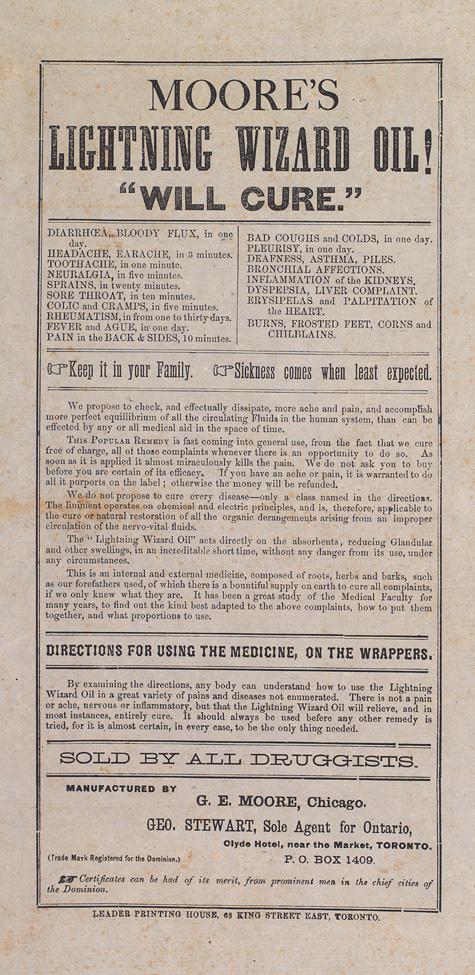 MOORE'S
LIGHTNING WIZARD OIL!
"WILL CURE."
DIARRHŒA, BLOODY FLUX, in one
day.
HEADACHE, EARACHE, in 3 minutes.
TOOTHACHE, in one minute.
NEURALGIA, in five minutes.
SPRAINS, in twenty minutes.
SORE THROAT, in ten minutes.
COLIC and CRAMPS, in five minutes.
RHEUMATISM, in from one to thirty days.
FEVER and AGUE, in one day.
PAIN in the BACK & SIDES, 10 minutes.
BAD COUGHS and COLDS, in one day.
PLEURISY, in one day.
DEAFNESS, ASTHMA, PILES.
BRONCHIAL AFFECTIONS.
INFLAMMATION of the KIDNEYS,
DYSPEPSIA, LIVER COMPLAINT.
ERYSIPELAS and PALPITATION of
the HEART.
BURNS, FROSTED FEET, CORNS and
CHILBLAINS.
☞Keep it in your Family. ☞Sickness comes when least expected.
We propose to check, and effectually dissipate, more ache and pain, and accomplish
more perfect equilibrium of all the circulating Fluids in the human system, than can be
effected by any or all medical aid in the space of time.
THIS POPULAR REMEDY is fast coming into general use, from the fact that we cure
free of charge, all of those complaints whenever there is an opportunity to do so. As
soon as it is applied it almost miraculously kills the pain. We do not ask you to buy
before you are certain of its efficacy. If you have an ache or pain, it is warranted to do
all it purports on the label; otherwise the money will be refunded.
We do not propose to cure every disease—only a class named in the directions.
The liniment operates on chemical and electric principles, and is, therefore, applicable to
the cure or natural restoration of all the organic derangements arising from an improper
circulation of the nervo-vital fluids.
The "Lightning Wizard Oil" acts directly on the absorbents, reducing Glandular
and other swellings, in an increditable short time, without any danger from its use, under
any circumstances.
This is an internal and external medicine, composed of roots, herbs and barks, such
as our forefathers used, of which there is a bountiful supply on earth to cure all complaints,
if we only knew what they are. It has been a great study of the Medical Faculty for
many years, to find out the kind best adapted to the above complaints, how to put them
together, and what proportions to use.
DIRECTIONS FOR USING THE MEDICINE, ON THE WRAPPERS.
By examining the directions, any body can understand how to use the Lightning
Wizard Oil in a great variety of pains and diseases not enumerated. There is not a pain
or ache, nervous or inflammatory, but that the Lightning Wizard Oil will relieve, and in
most instances, entirely cure. It should always be used before any other remedy is
tried, for it is almost certain, in every case, to be the only thing needed.
SOLD BY ALL DRUGGISTS.
MANUFACTURED BY
G. E. MOORE, Chicago.
GEO. STEWART, Sole Agent for Ontario,
Clyde Hotel, near the Market, TORONTO.
(Trade Mark Registered for the Dominion.) P. O. BOX 1409.
☞ Certificates can be had of its merit, from prominent men in the chief cities of
the Dominion.
LEADER PRINTING HOUSE, 63 KING STREET EAST, TORONTO.